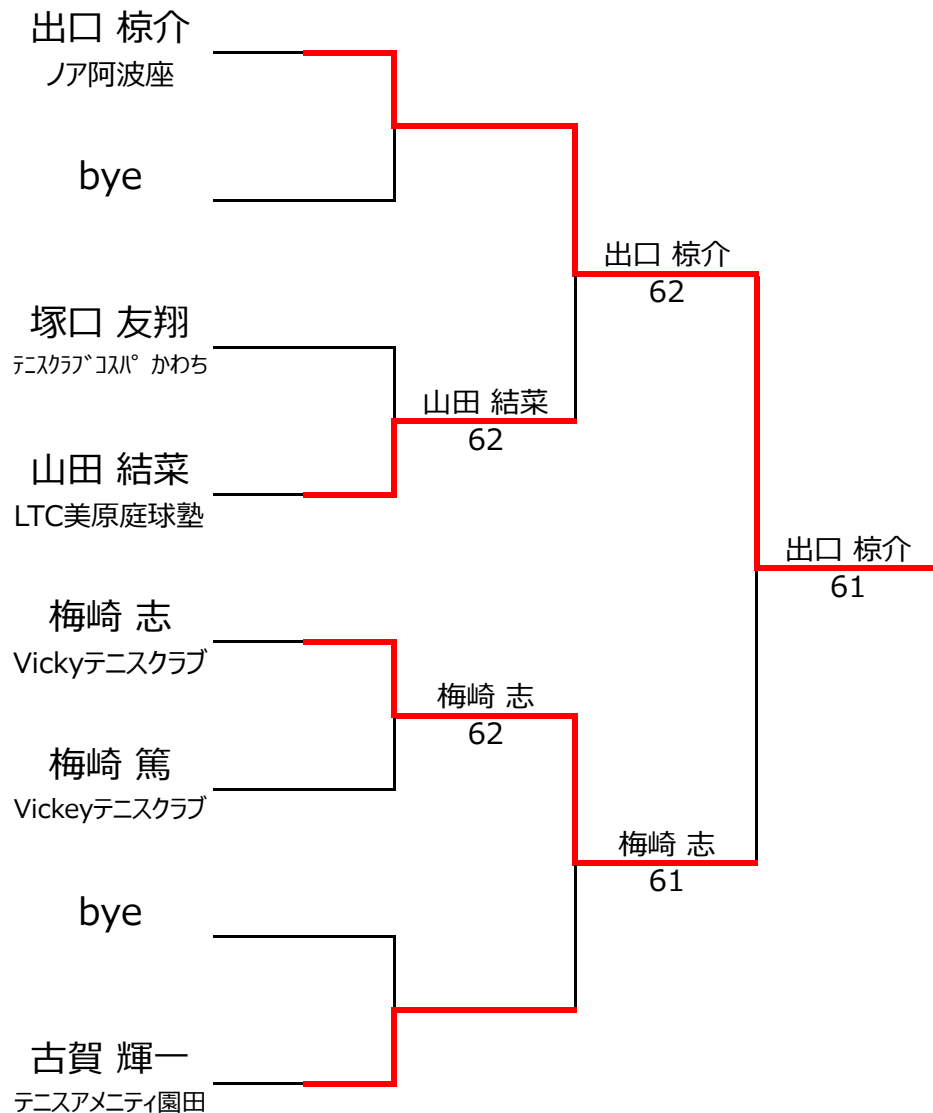 出口 椋介
ノア阿波座
bye
塚口 友翔
ﾃﾆｽｸﾗﾌﾞｺｽﾊﾟ かわち
山田 結菜
LTC美原庭球塾
梅崎 志
Vickyテニスクラブ
梅崎 篤
Vickeyテニスクラブ
bye
古賀 輝一
テニスアメニティ園田
山田 結菜
62
梅崎 志
62
出口 椋介
62
梅崎 志
61
出口 椋介
61